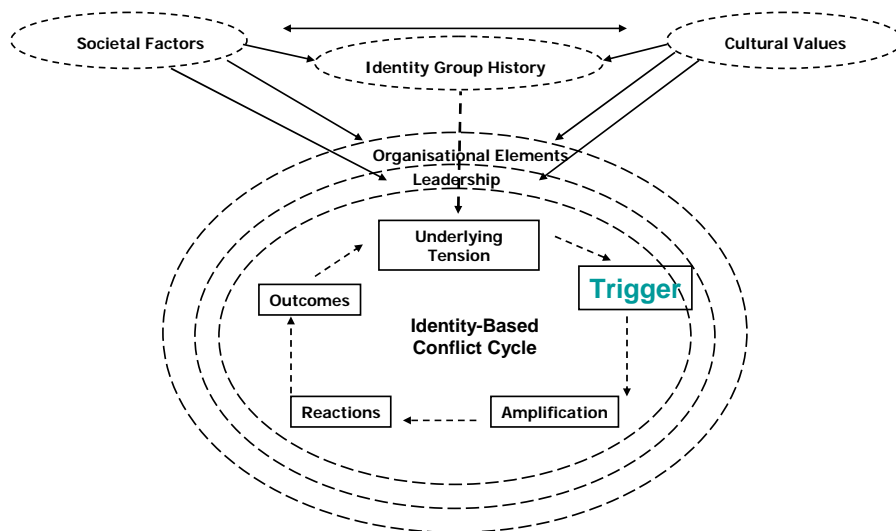 Societal Factors
Cultural Values
Identity Group History
Organisational Elements
Leadership
Underlying
Tension
Trigger
Outcomes
Identity-Based
Conflict Cycle
Reactions
Amplification